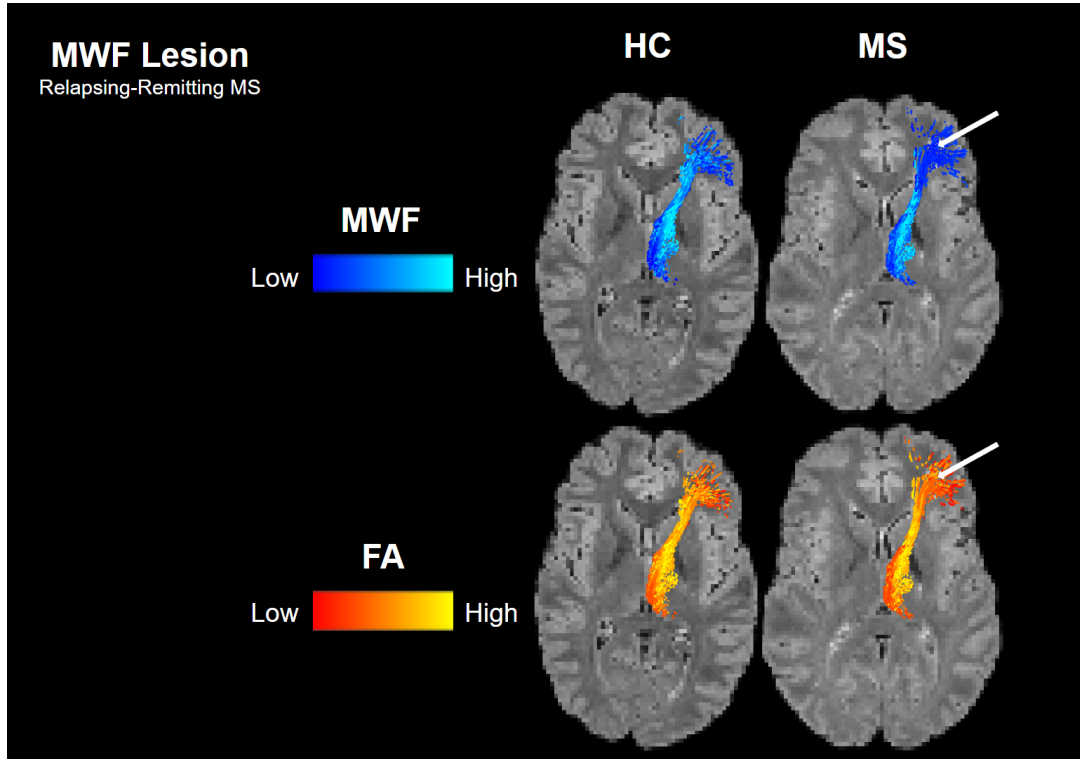 MWF Lesion
Relapsing-Remitting MS
HC
MS
MWF
Low
High
FA
Low
High